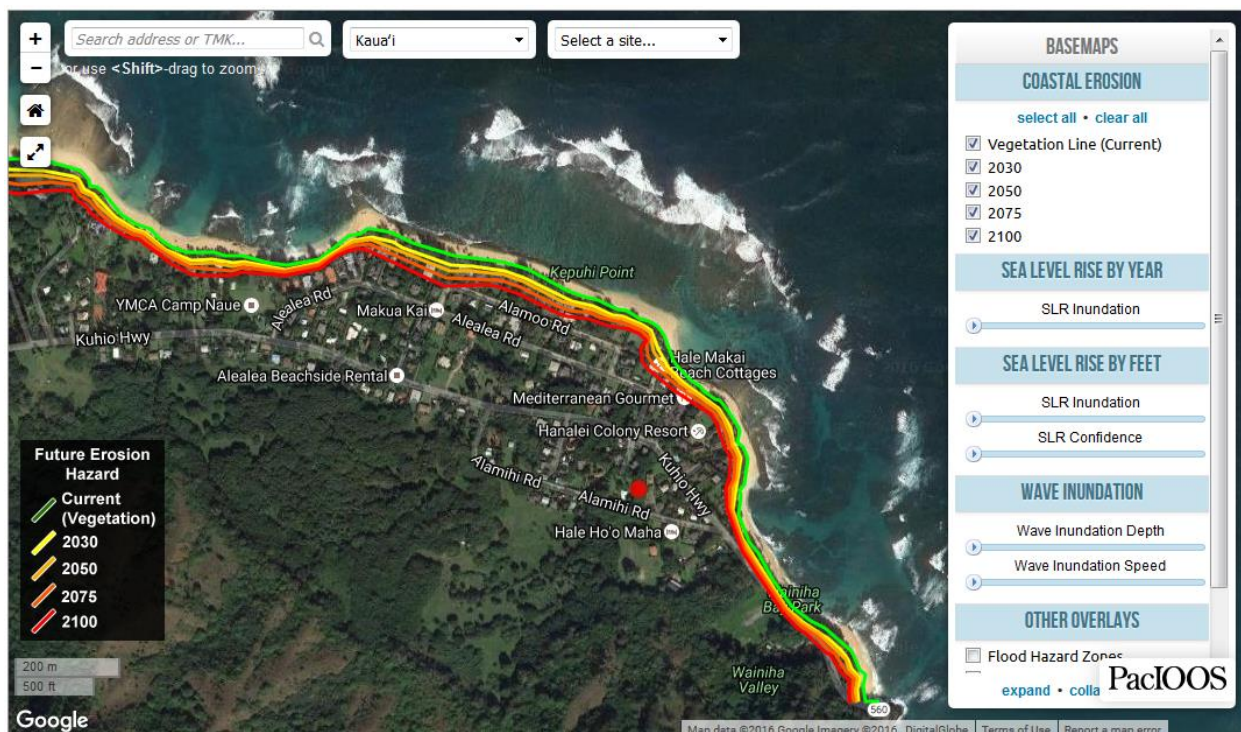 +
−
Search address or TMK...
Kauaʻi
Select a site...
or use <Shift>-drag to zoom
BASEMAPS
COASTAL EROSION
select all • clear all
Vegetation Line (Current)
2030
2050
2075
2100
SEA LEVEL RISE BY YEAR
SLR Inundation
SEA LEVEL RISE BY FEET
SLR Inundation
SLR Confidence
WAVE INUNDATION
Wave Inundation Depth
Wave Inundation Speed
OTHER OVERLAYS
Flood Hazard Zones
expand • colla
PacIOOS
Kepuhi Point
YMCA Camp Naue
Alealea Rd
Makua Kai
Alamoo Rd
Alealea Rd
Kuhio Hwy
Hale Makai
Beach Cottages
Alealea Beachside Rental
Mediterranean Gourmet
Hanalei Colony Resort
Alamihi Rd
Alamihi Rd
Kuhio Hwy
Hale Ho'o Maha
Wainiha
Bay Park
Wainiha
Valley
560
Future Erosion
Hazard
Current
(Vegetation)
2030
2050
2075
2100
200 m
500 ft
Google
Map data ©2016 Google Imagery ©2016 , DigitalGlobe
Terms of Use
Report a map error